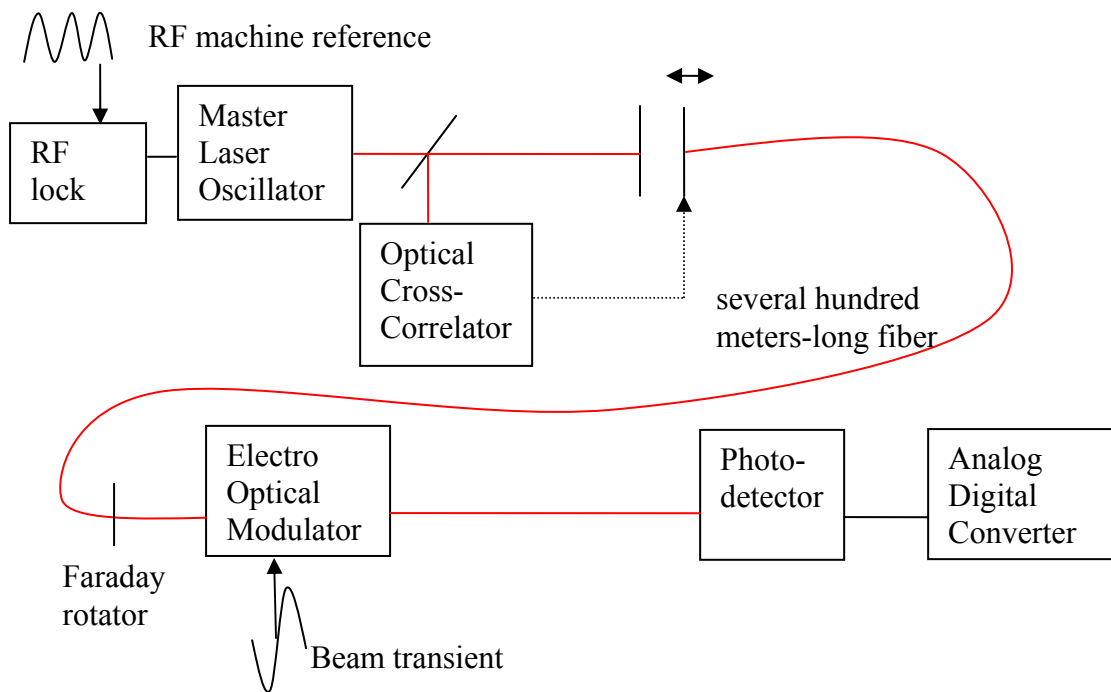 RF machine reference
RF
lock
Master
Laser
Oscillator
Optical
Cross-
Correlator
several hundred
meters-long fiber
Electro
Optical
Modulator
Photo-
detector
Analog
Digital
Converter
Faraday
rotator
Beam transient